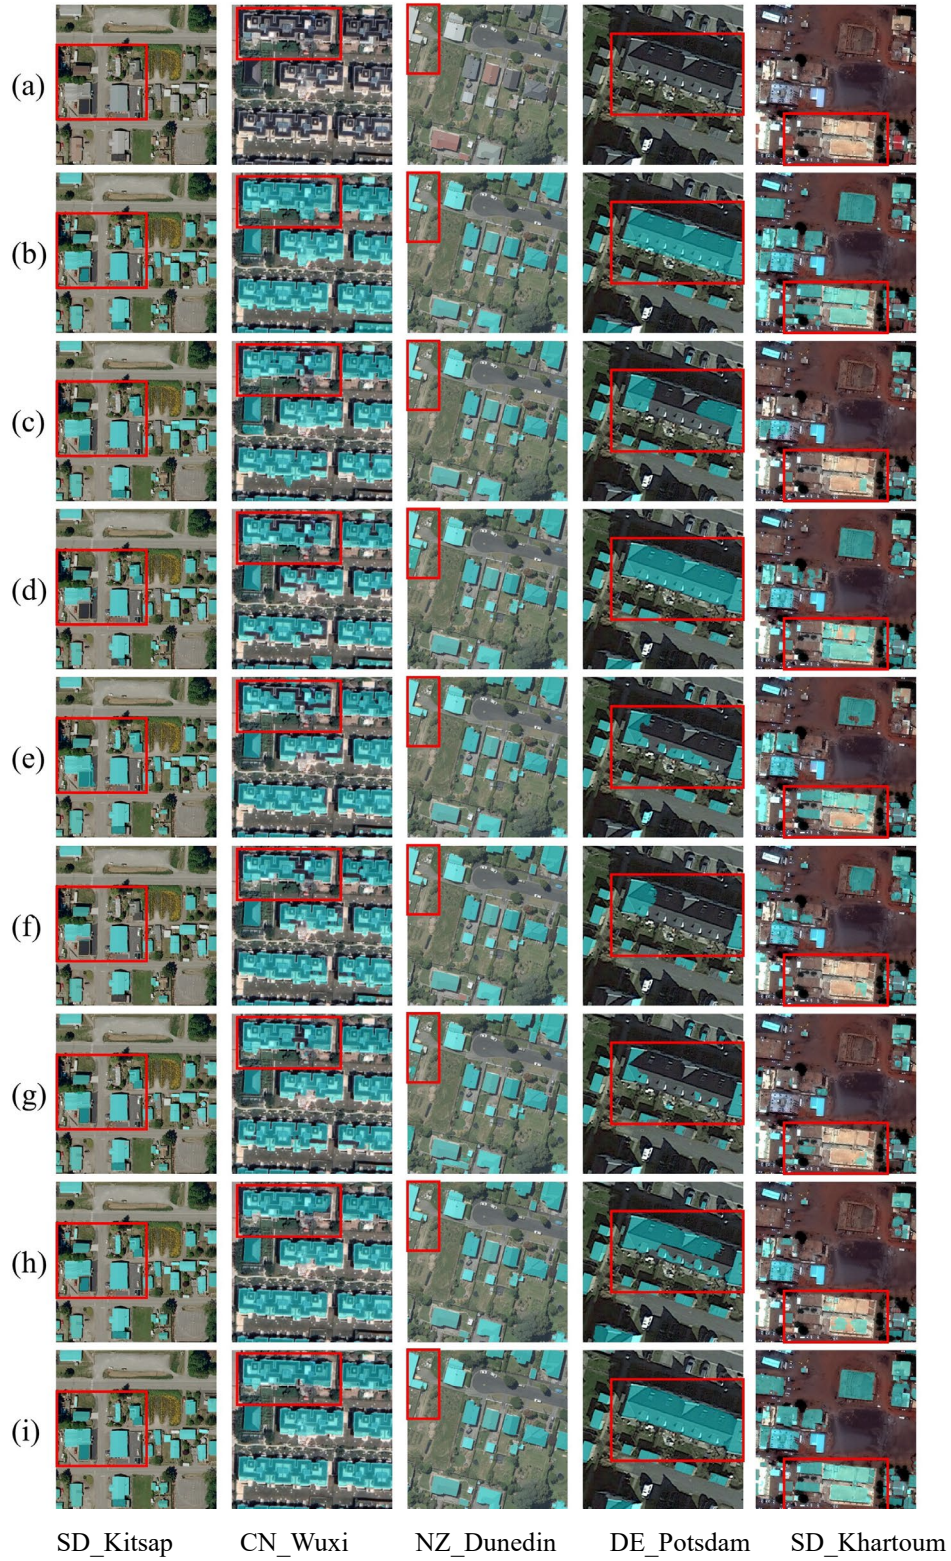 (a)
(b)
(c)
(d)
(e)
(f)
(g)
(h)
(i)
SD_Kitsap CN_Wuxi NZ_Dunedin DE_Potsdam SD_Khartoum